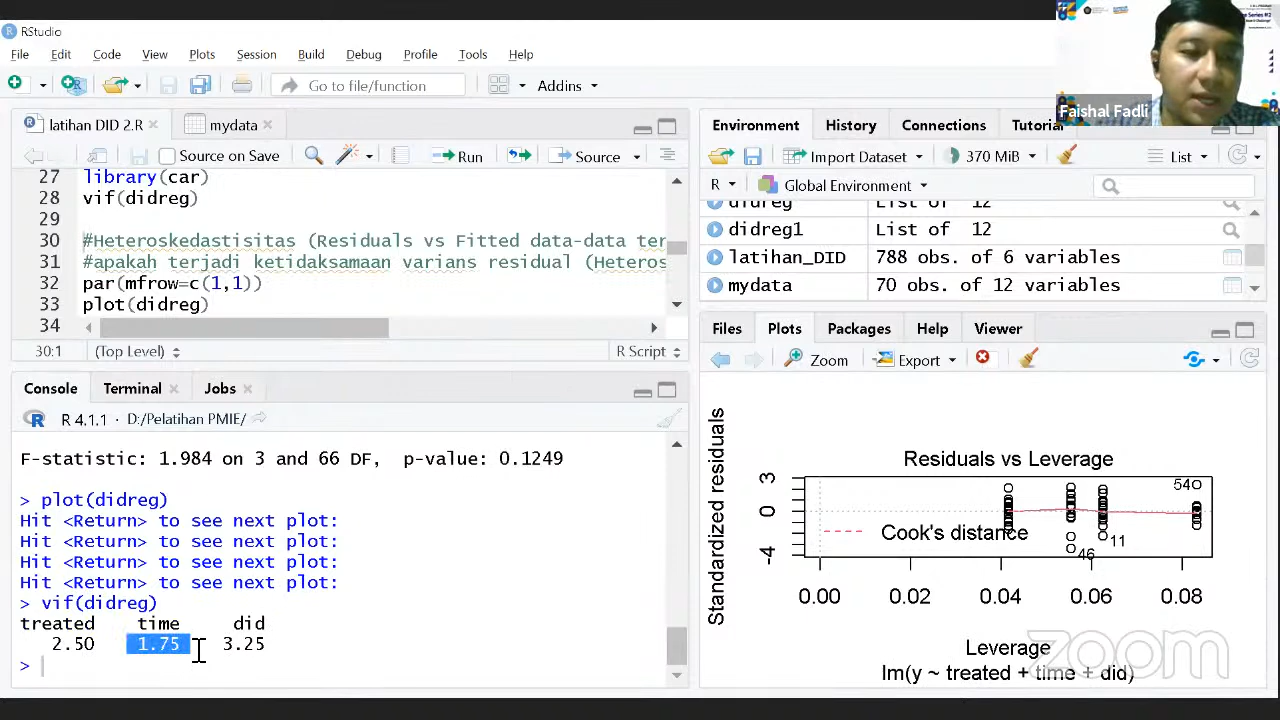 RStudio
File Edit Code View Plots Session Build Debug Profile Tools Help
Go to file/function Addins
Faishal Fadli
latihan DID 2.R mydata
Source on Save Run Source
27 library(car)
28 vif(didreg)
29
30 #Heteroskedastisitas (Residuals vs Fitted data-data ter
31 #apakah terjadi ketidaksamaan varians residual (Heteros
32 par(mfrow=c(1,1))
33 plot(didreg)
34
30:1 (Top Level) R Script
Console Terminal Jobs
R 4.1.1 · D:/Pelatihan PMIE/
F-statistic: 1.984 on 3 and 66 DF, p-value: 0.1249
> plot(didreg)
Hit <Return> to see next plot:
Hit <Return> to see next plot:
Hit <Return> to see next plot:
Hit <Return> to see next plot:
> vif(didreg)
treated time did
2.50 1.75 3.25
>
Environment History Connections Tutorial
Import Dataset 370 MiB List
R Global Environment
didreg List of 12
didreg1 List of 12
latihan_DID 788 obs. of 6 variables
mydata 70 obs. of 12 variables
Files Plots Packages Help Viewer
Zoom Export
Residuals vs Leverage
Standardized residuals
3
0
-4
54
11
46
Cook's distance
0.00 0.02 0.04 0.06 0.08
Leverage
lm(y ~ treated + time + did)
zoom